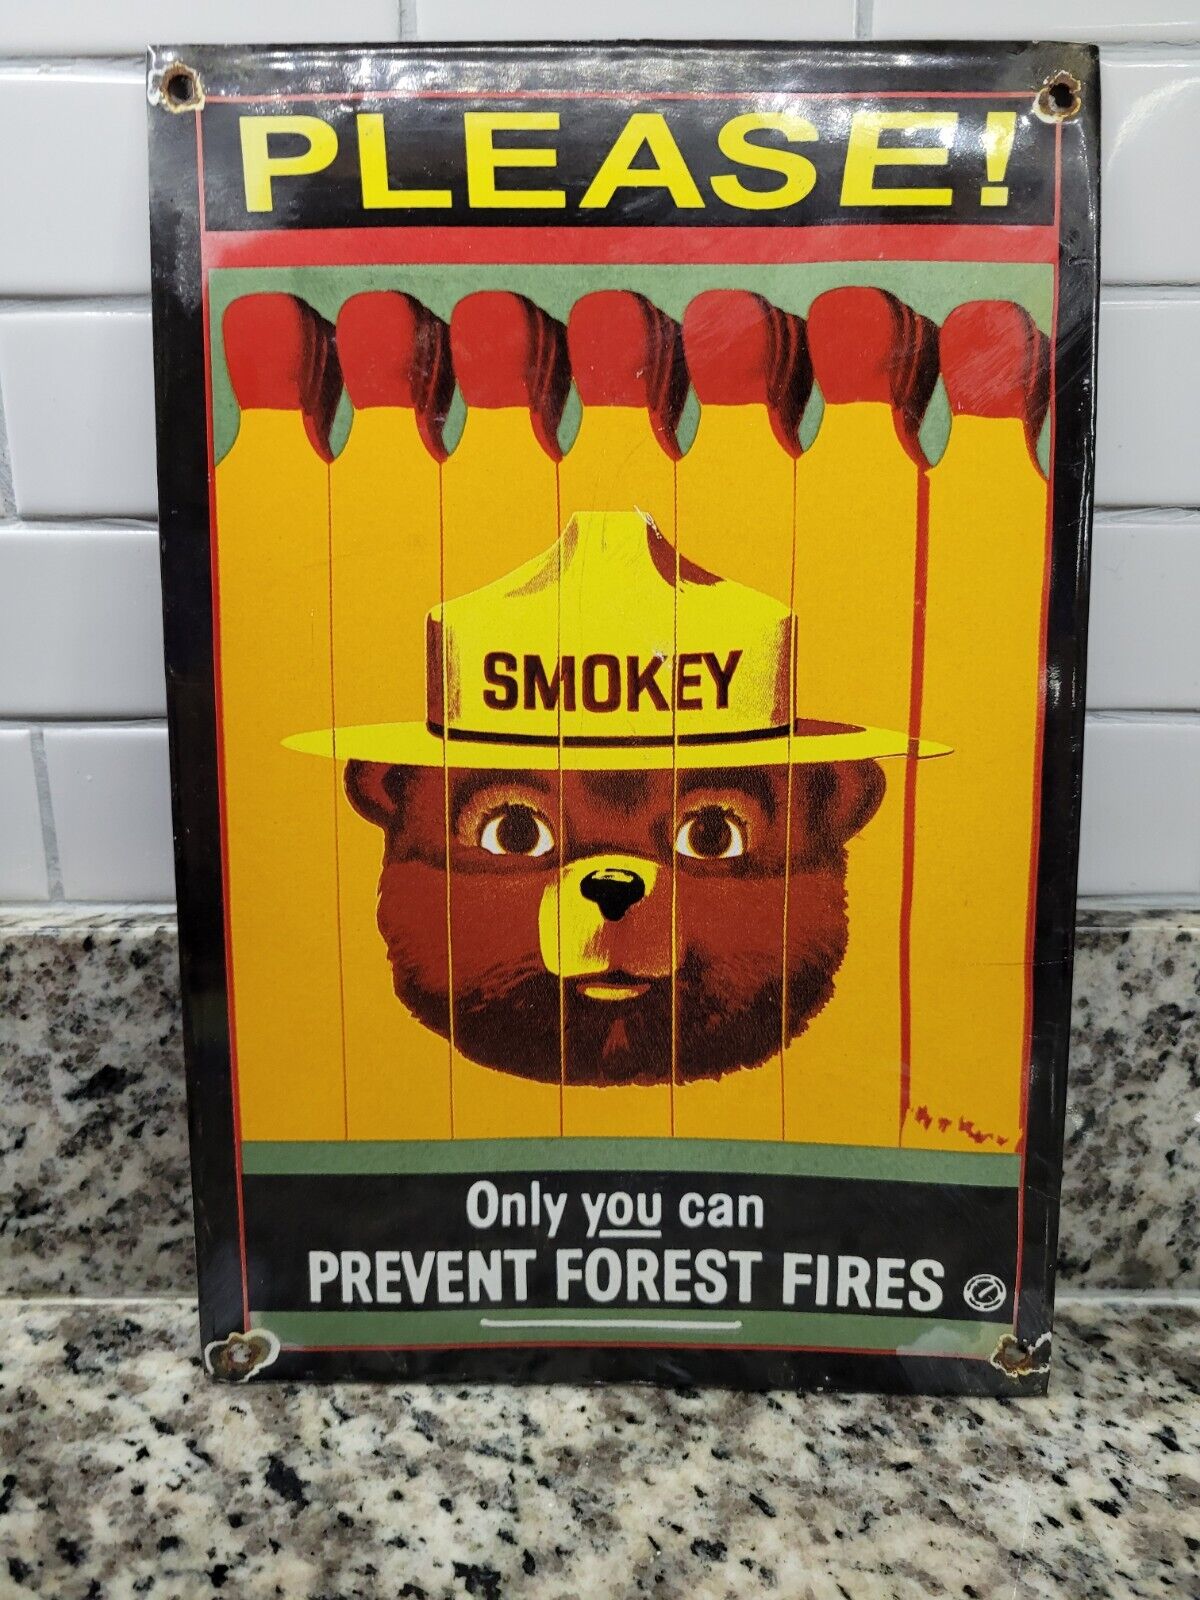 PLEASE!
SMOKEY
Only you can
PREVENT FOREST FIRES